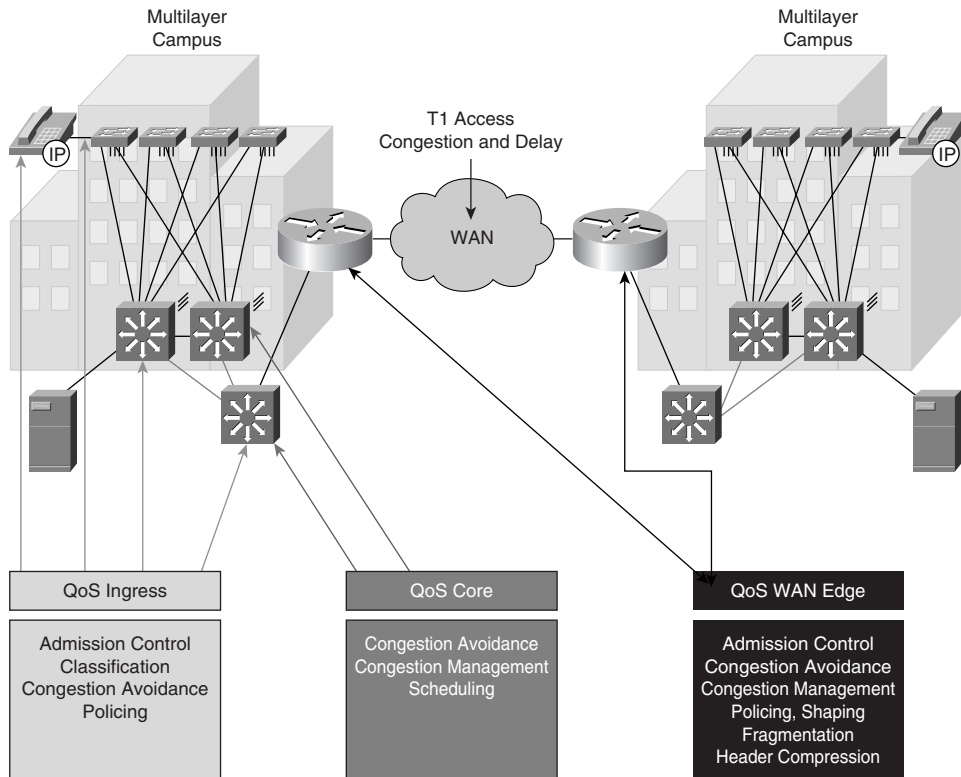 Multilayer
Campus
Multilayer
Campus
T1 Access
Congestion and Delay
IP
IP
WAN
QoS Ingress
QoS Core
QoS WAN Edge
Admission Control
Classification
Congestion Avoidance
Policing
Congestion Avoidance
Congestion Management
Scheduling
Admission Control
Congestion Avoidance
Congestion Management
Policing, Shaping
Fragmentation
Header Compression